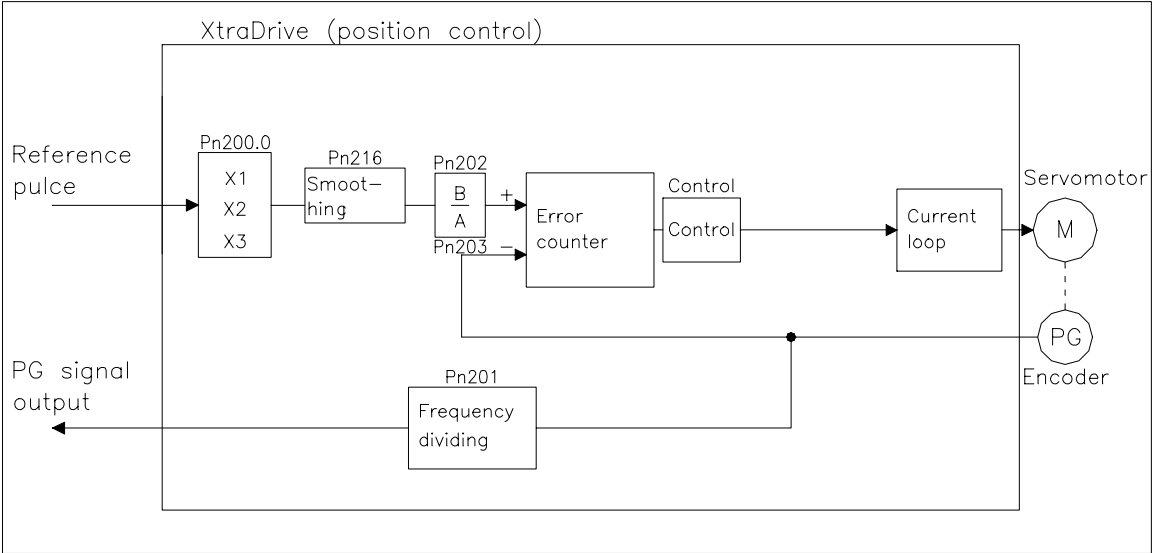 XtraDrive (position control)
Reference
pulce
Pn200.0
X1
X2
X3
Pn216
Smoot-
hing
Pn202
B
A
Pn203
+
-
Error
counter
Control
Control
Current
loop
Servomotor
M
PG
Encoder
PG signal
output
Pn201
Frequency
dividing